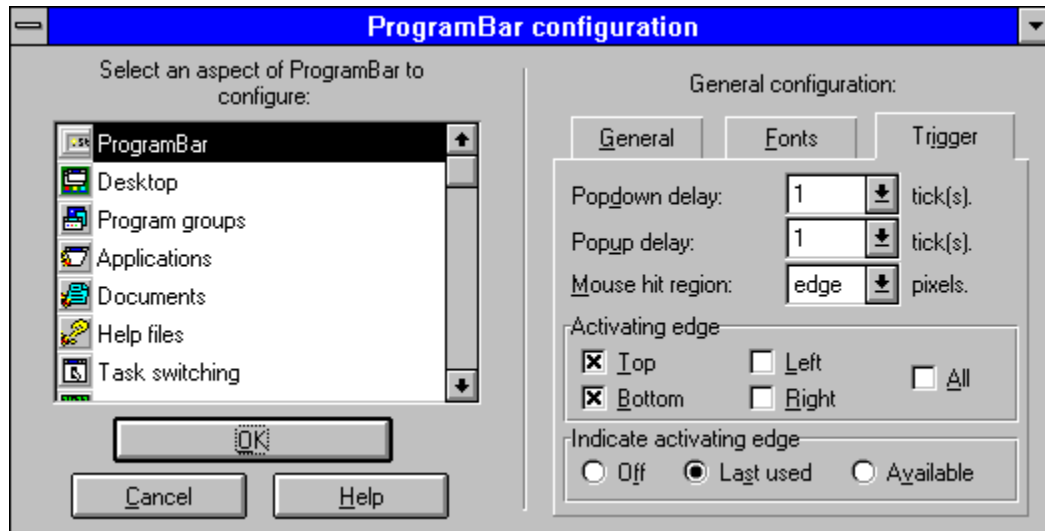 ProgramBar configuration
Select an aspect of ProgramBar to
configure:
ProgramBar
Desktop
Program groups
Applications
Documents
Help files
Task switching
OK
Cancel
Help
General configuration:
General
Fonts
Trigger
Popdown delay: 1 tick(s).
Popup delay: 1 tick(s).
Mouse hit region: edge pixels.
Activating edge
Top
Left
All
Bottom
Right
Indicate activating edge
Off
Last used
Available